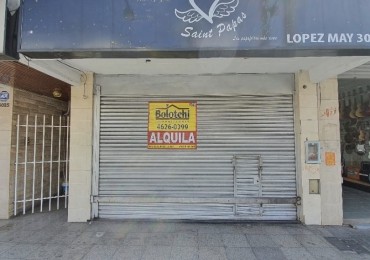 Saint Papas
LOPEZ MAY 30
Bolotchi
4626-0299
ALQUILA